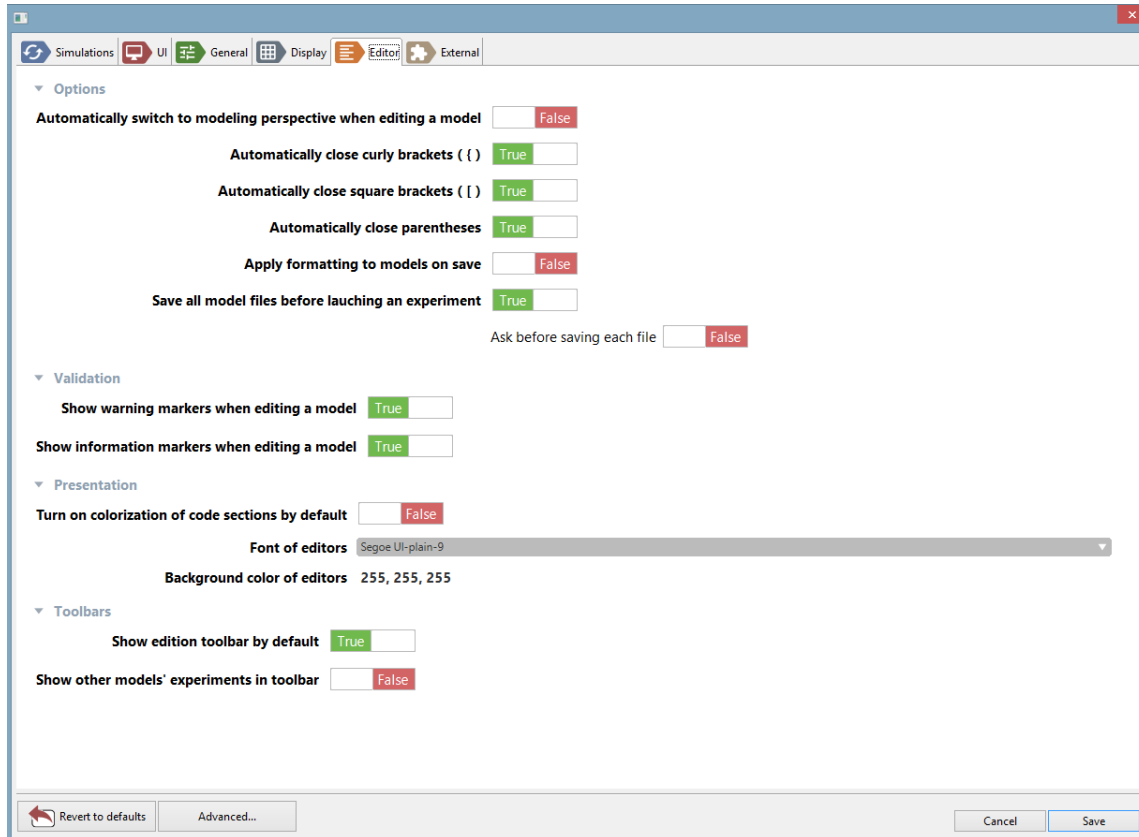 Simulations UI General Display Editor External
Options
Automatically switch to modeling perspective when editing a model False
Automatically close curly brackets ( { ) True
Automatically close square brackets ( [ ) True
Automatically close parentheses True
Apply formatting to models on save False
Save all model files before lauching an experiment True
Ask before saving each file False
Validation
Show warning markers when editing a model True
Show information markers when editing a model True
Presentation
Turn on colorization of code sections by default False
Font of editors Segoe UI-plain-9
Background color of editors 255, 255, 255
Toolbars
Show edition toolbar by default True
Show other models' experiments in toolbar False
Revert to defaults Advanced... Cancel Save